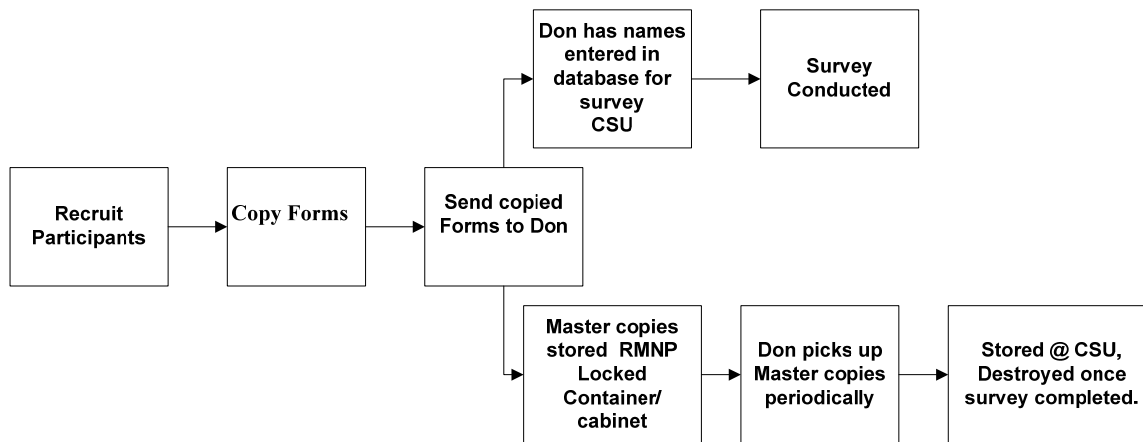 Recruit
Participants
Copy Forms
Send copied
Forms to Don
Don has names
entered in
database for
survey
CSU
Survey
Conducted
Master copies
stored RMNP
Locked
Container/
cabinet
Don picks up
Master copies
periodically
Stored @ CSU,
Destroyed once
survey completed.